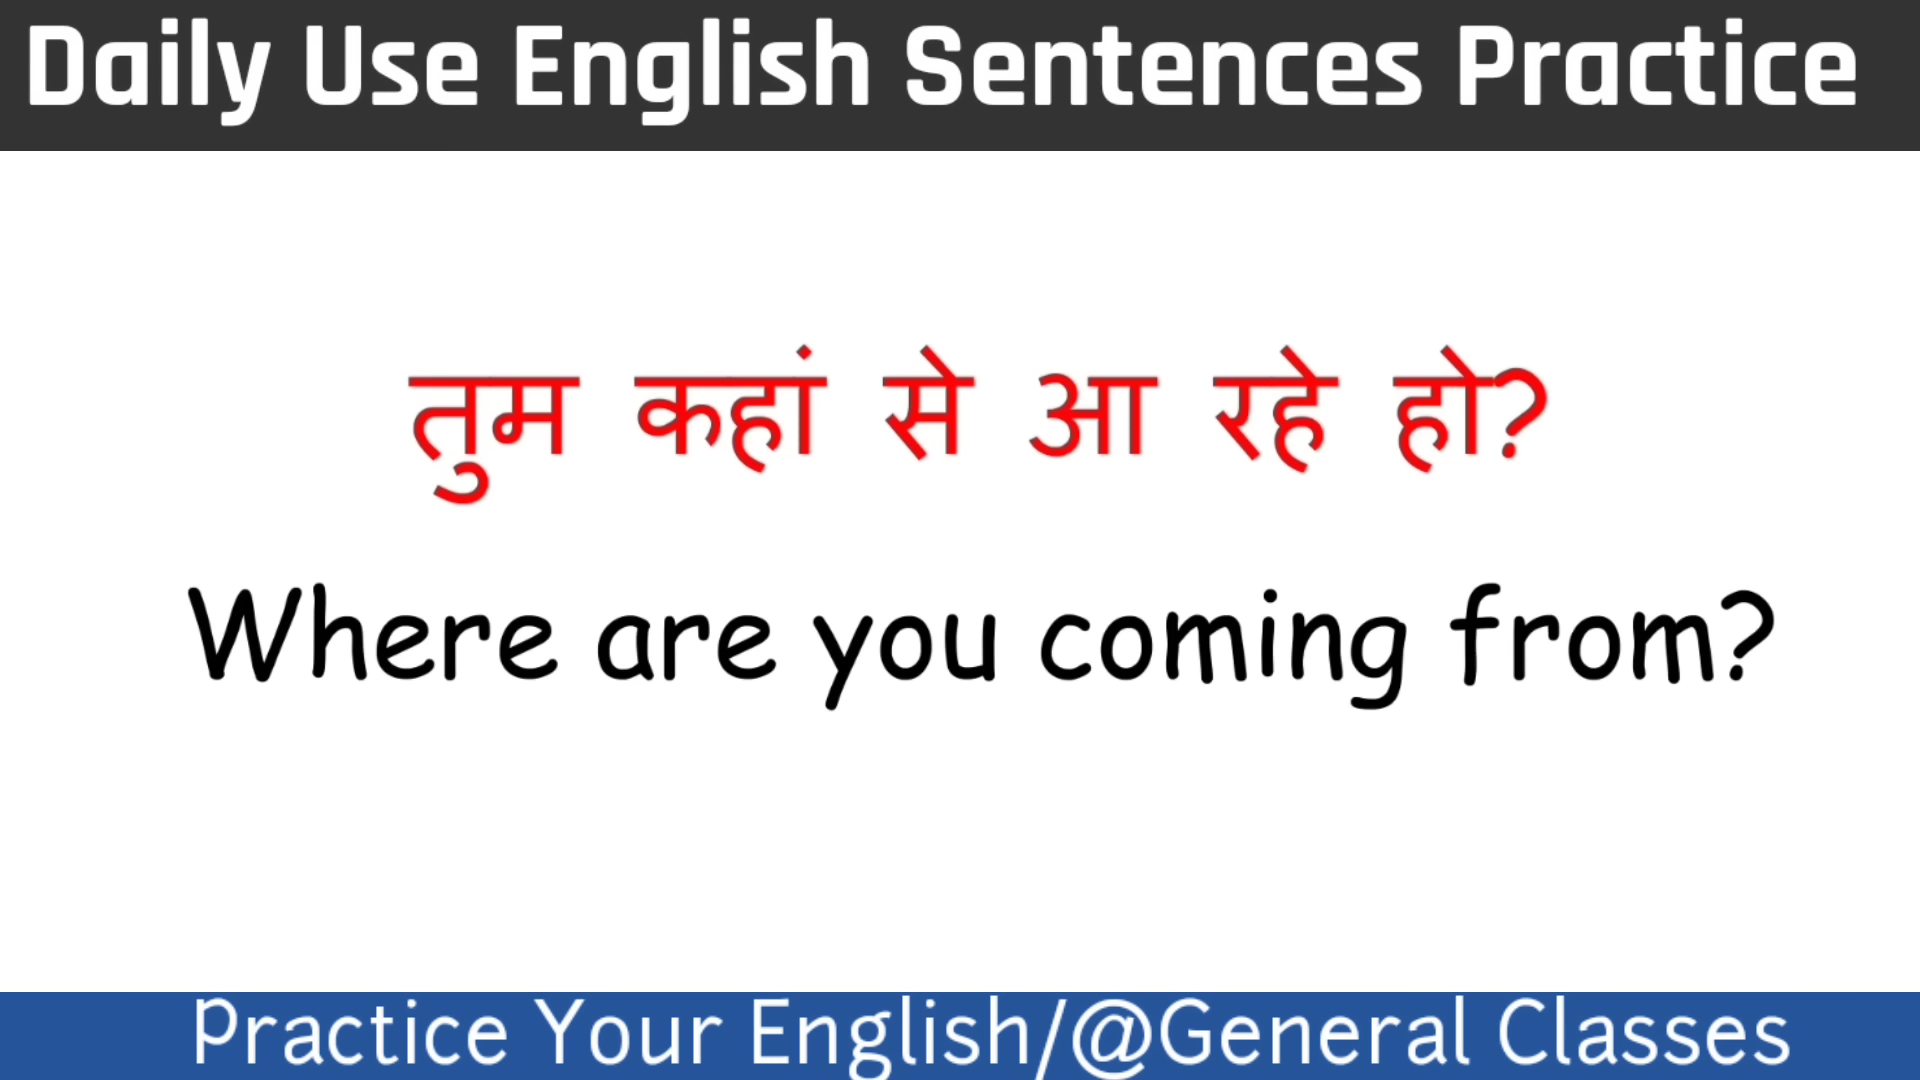 Daily Use English Sentences Practice
तुम कहां से आ रहे हो?
Where are you coming from?
Practice Your English/@General Classes